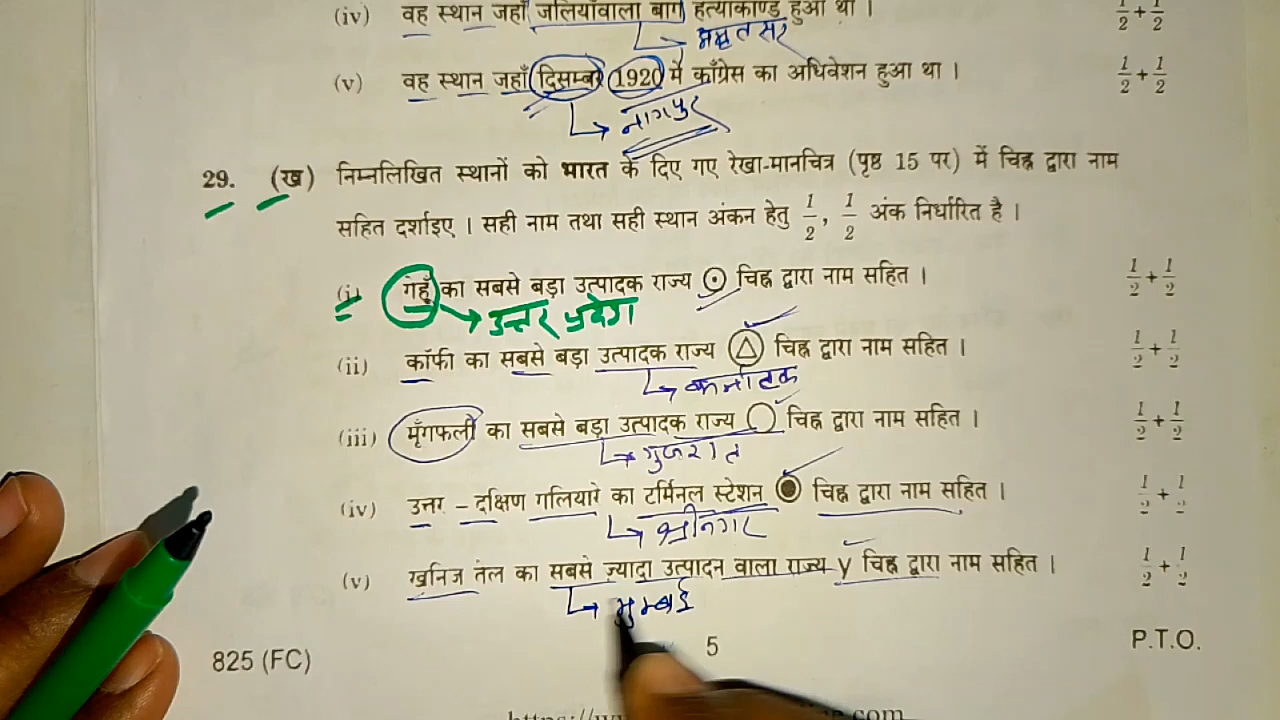 (iv) वह स्थान जहाँ जलियाँवाला बाग हत्याकाण्ड हुआ था । 1/2 + 1/2
अमृतसर
(v) वह स्थान जहाँ दिसम्बर 1920 में काँग्रेस का अधिवेशन हुआ था । 1/2 + 1/2
नागपुर
29. (ख) निम्नलिखित स्थानों को भारत के दिए गए रेखा-मानचित्र (पृष्ठ 15 पर) में चिह्न द्वारा नाम
सहित दर्शाइए । सही नाम तथा सही स्थान अंकन हेतु 1/2, 1/2 अंक निर्धारित है ।
(i) गेहूँ का सबसे बड़ा उत्पादक राज्य ⊙ चिह्न द्वारा नाम सहित । 1/2 + 1/2
उत्तर प्रदेश
(ii) कॉफी का सबसे बड़ा उत्पादक राज्य △ चिह्न द्वारा नाम सहित । 1/2 + 1/2
कर्नाटक
(iii) मूँगफली का सबसे बड़ा उत्पादक राज्य ◯ चिह्न द्वारा नाम सहित । 1/2 + 1/2
गुजरात
(iv) उत्तर – दक्षिण गलियारे का टर्मिनल स्टेशन ◉ चिह्न द्वारा नाम सहित । 1/2 + 1/2
श्रीनगर
(v) खनिज तेल का सबसे ज़्यादा उत्पादन वाला राज्य Y चिह्न द्वारा नाम सहित । 1/2 + 1/2
मुम्बई
825 (FC) 5 P.T.O.